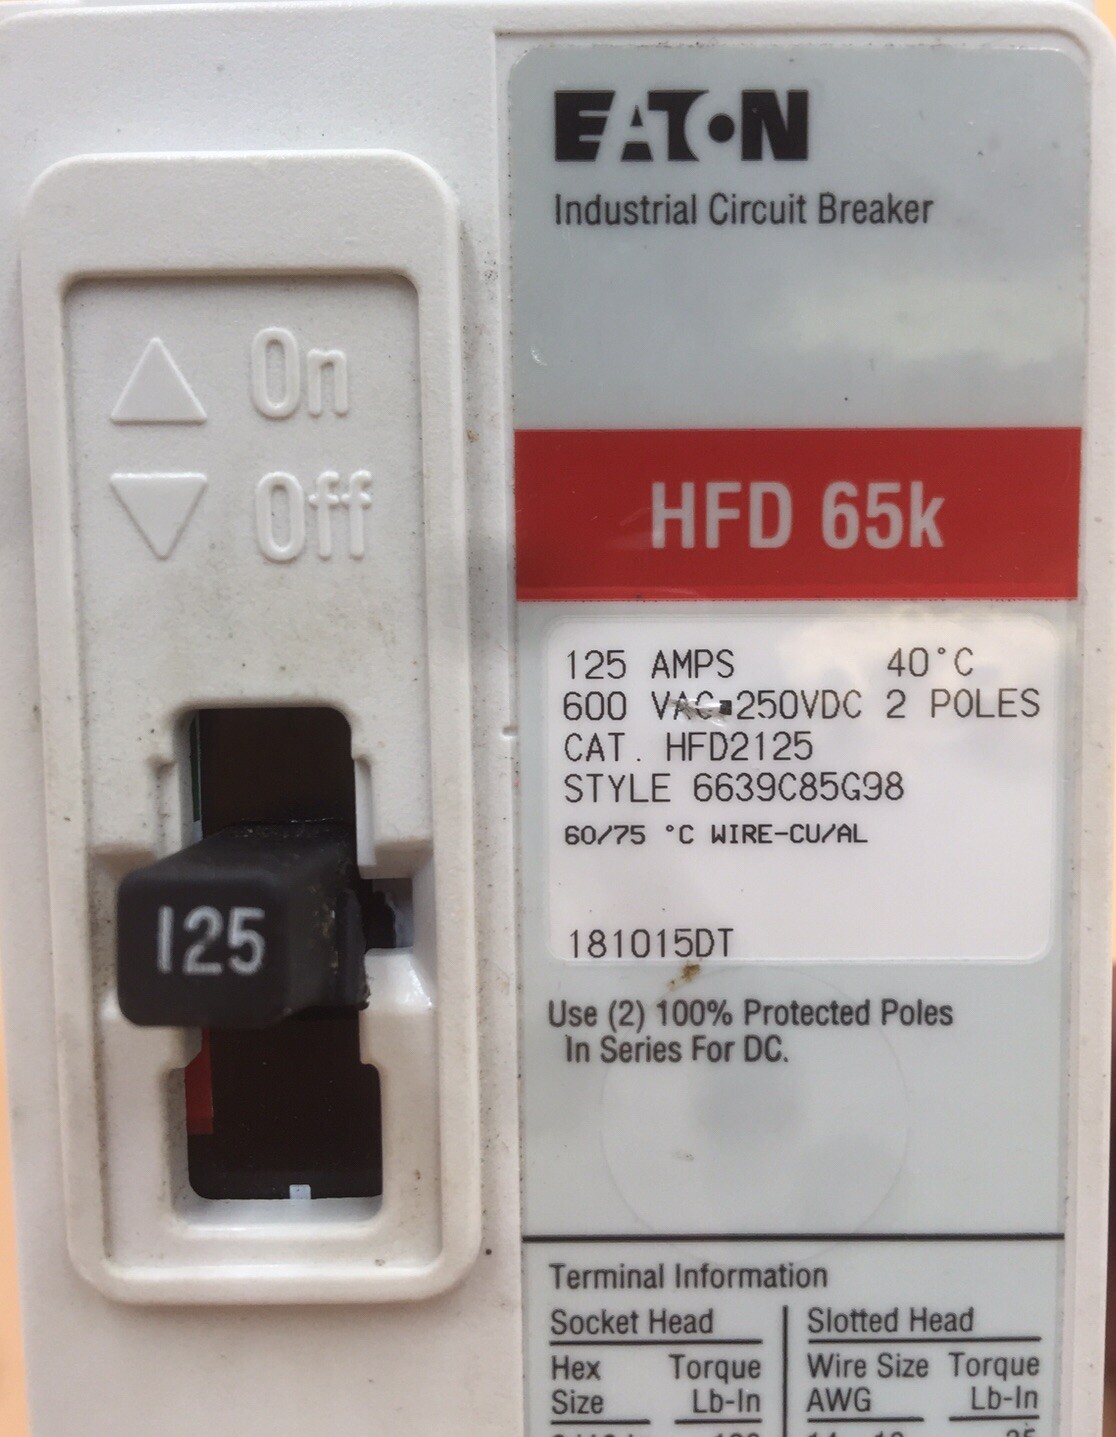 EATON
Industrial Circuit Breaker
On
Off
HFD 65k
125 AMPS 40°C
600 VAC▪250VDC 2 POLES
CAT. HFD2125
STYLE 6639C85G98
60/75 °C WIRE-CU/AL
125
181015DT
Use (2) 100% Protected Poles
In Series For DC.
Terminal Information
Socket Head Slotted Head
Hex Torque Wire Size Torque
Size Lb-In AWG Lb-In